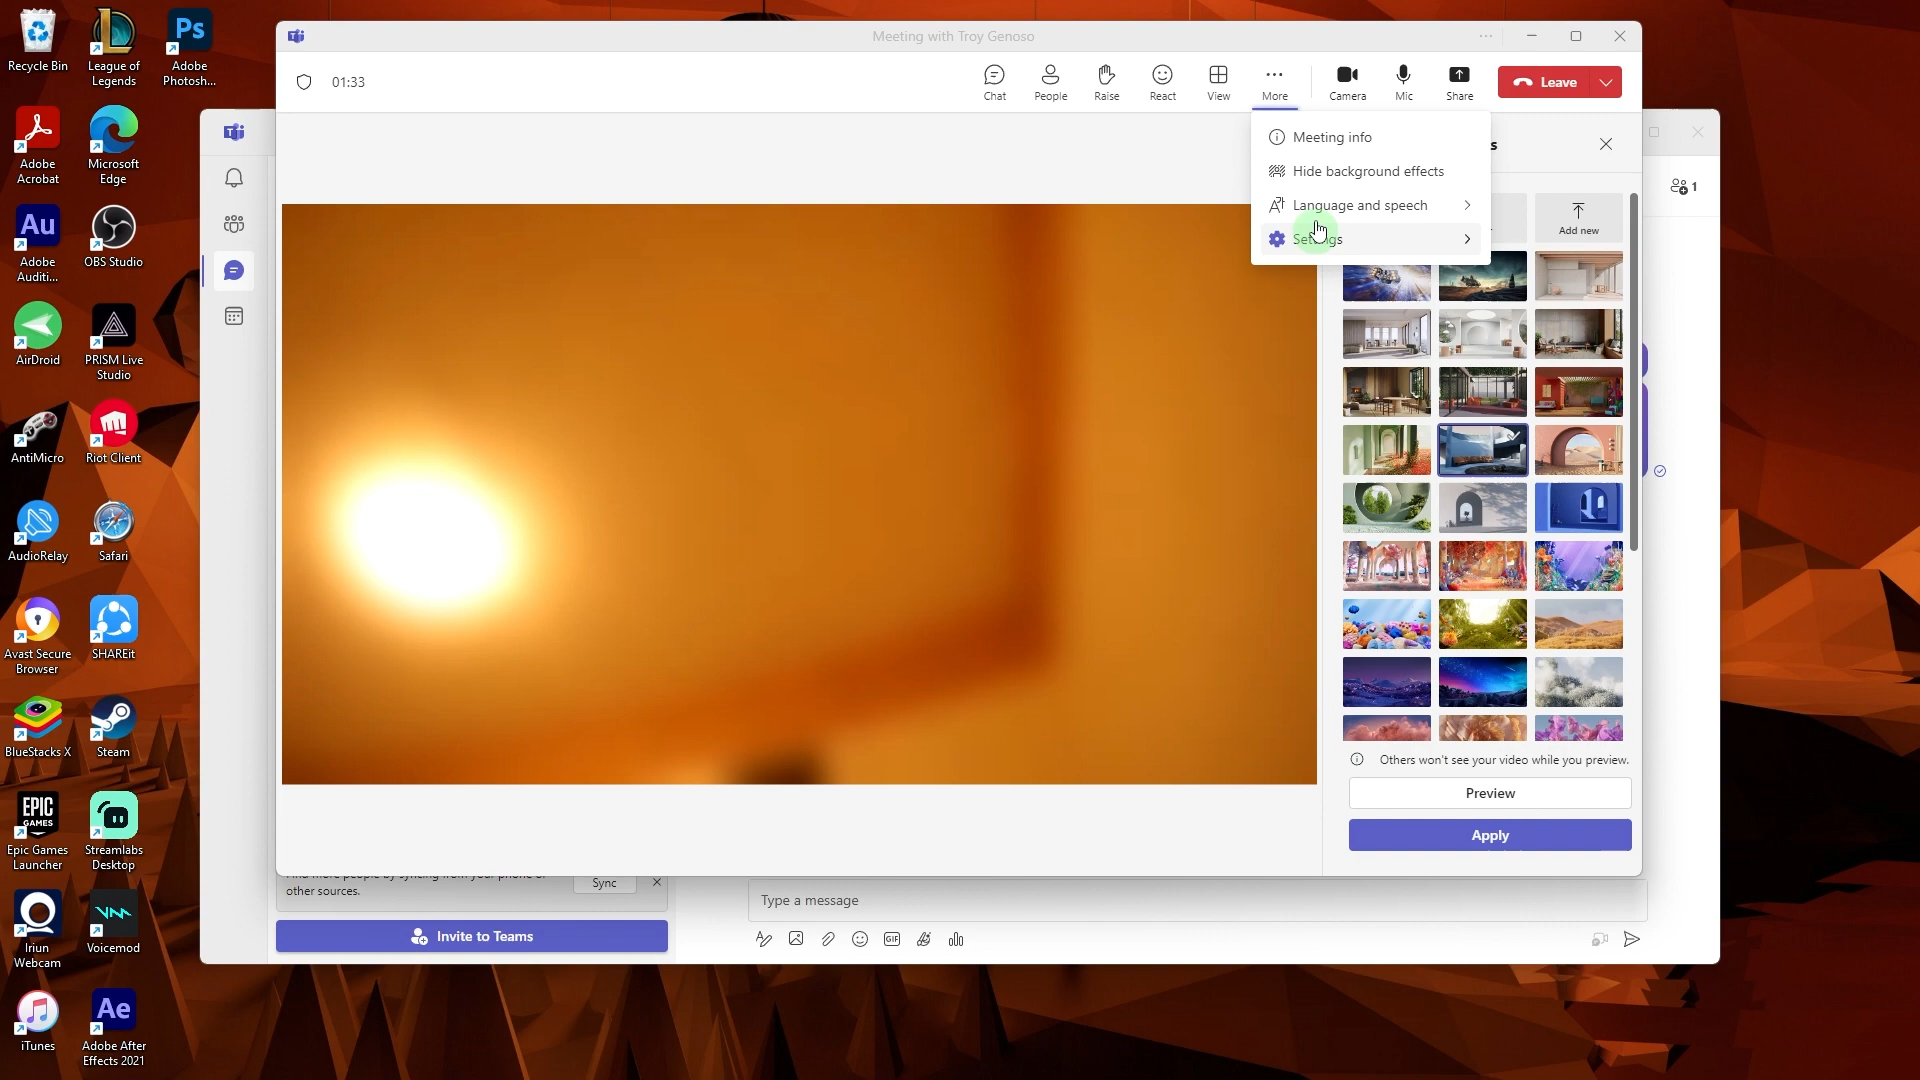 Recycle Bin
League of
Legends
Ps
Adobe
Photosh...
Adobe
Acrobat
Microsoft
Edge
Au
Adobe
Auditi...
OBS Studio
AirDroid
PRISM Live
Studio
AntiMicro
Riot Client
AudioRelay
Safari
Avast Secure
Browser
SHAREit
BlueStacks X
Steam
EPIC
GAMES
Epic Games
Launcher
Streamlabs
Desktop
Iriun
Webcam
Voicemod
iTunes
Ae
Adobe After
Effects 2021
Meeting with Troy Genoso
01:33
Chat
People
Raise
React
View
More
Camera
Mic
Share
Leave
Meeting info
Hide background effects
Language and speech
Settings
s
1
Add new
Others won't see your video while you preview.
Preview
Apply
other sources.
Sync
Invite to Teams
Type a message
GIF